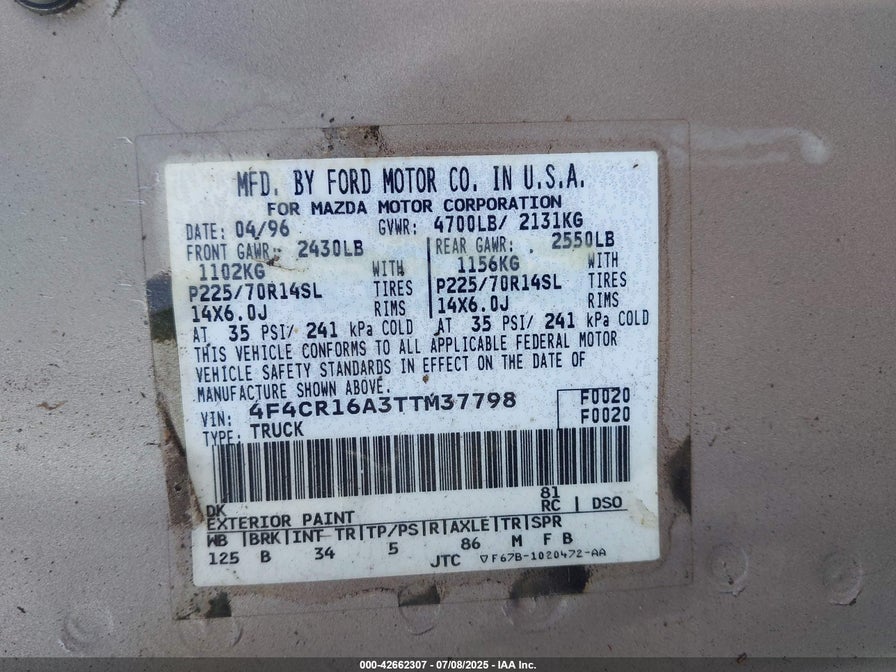 MFD. BY FORD MOTOR CO. IN U.S.A.
FOR MAZDA MOTOR CORPORATION
DATE: 04/96 GVWR: 4700LB/ 2131KG
FRONT GAWR: 2430LB REAR GAWR: 2550LB
1102KG WITH 1156KG WITH
P225/70R14SL TIRES P225/70R14SL TIRES
14X6.0J RIMS 14X6.0J RIMS
AT 35 PSI/ 241 kPa COLD AT 35 PSI/ 241 kPa COLD
THIS VEHICLE CONFORMS TO ALL APPLICABLE FEDERAL MOTOR
VEHICLE SAFETY STANDARDS IN EFFECT ON THE DATE OF
MANUFACTURE SHOWN ABOVE.
VIN: 4F4CR16A3TTM37798 F0020
TYPE: TRUCK F0020
DK 81
EXTERIOR PAINT RC | DSO
WB |BRK|INT TR|TP/PS|R|AXLE|TR|SPR
125 B 34 5 86 M F B
JTC ▽F67B-1020472-AA
000-42662307 - 07/08/2025 - IAA Inc.